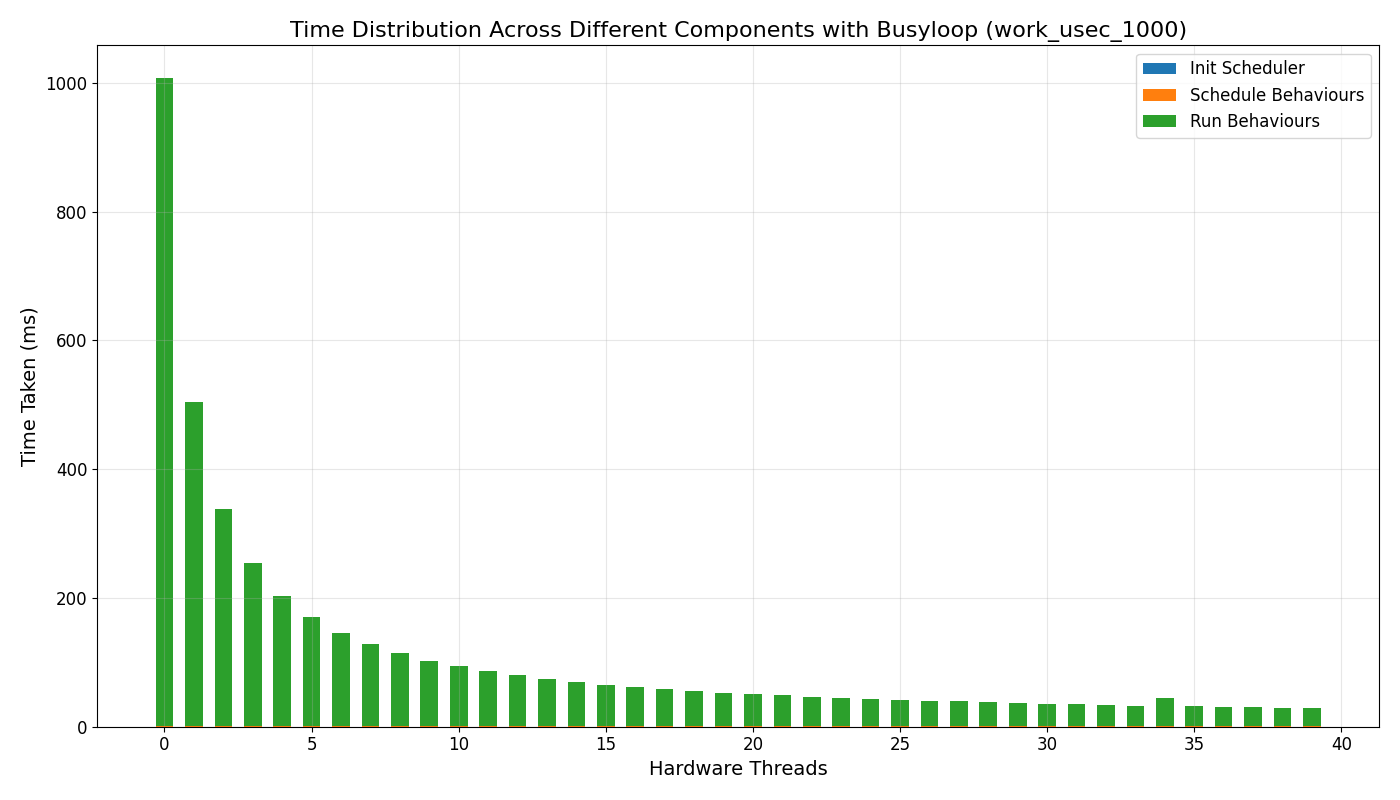 Time Distribution Across Different Components with Busyloop (work_usec_1000)
Init Scheduler
Schedule Behaviours
Run Behaviours
Time Taken (ms)
1000
800
600
400
200
0
0 5 10 15 20 25 30 35 40
Hardware Threads